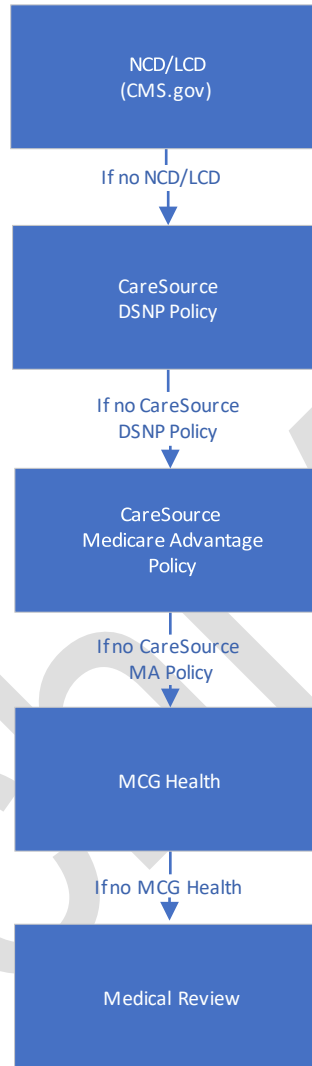 NCD/LCD
(CMS.gov)
If no NCD/LCD
CareSource
DSNP Policy
If no CareSource
DSNP Policy
CareSource
Medicare Advantage
Policy
If no CareSource
MA Policy
MCG Health
If no MCG Health
Medical Review